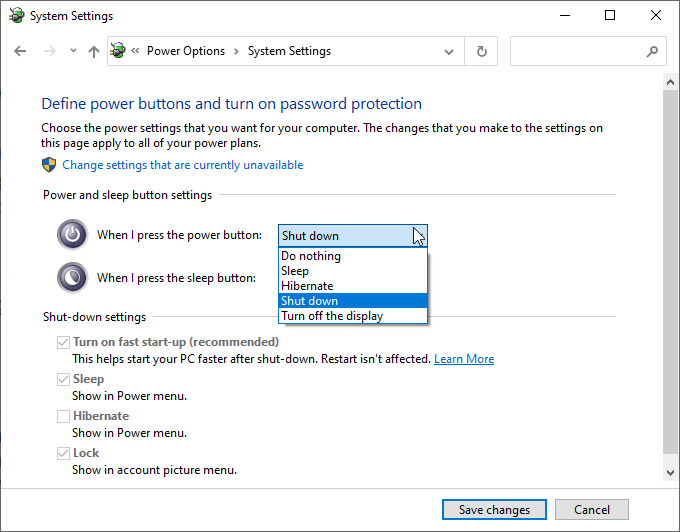 System Settings
« Power Options > System Settings
Define power buttons and turn on password protection
Choose the power settings that you want for your computer. The changes that you make to the settings on
this page apply to all of your power plans.
Change settings that are currently unavailable
Power and sleep button settings
When I press the power button: Shut down
Do nothing
Sleep
When I press the sleep button:
Hibernate
Shut down
Turn off the display
Shut-down settings
Turn on fast start-up (recommended)
This helps start your PC faster after shut-down. Restart isn't affected. Learn More
Sleep
Show in Power menu.
Hibernate
Show in Power menu.
Lock
Show in account picture menu.
Save changes Cancel